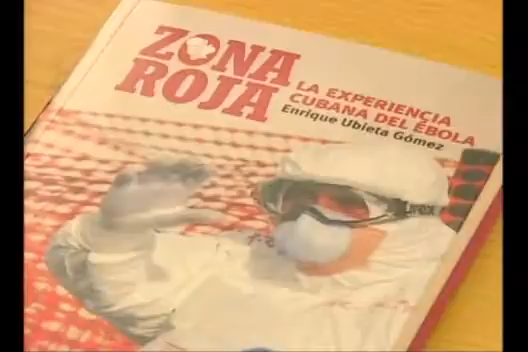 ZONA
ROJA
LA EXPERIENCIA
CUBANA DEL ÉBOLA
Enrique Ubieta Gómez